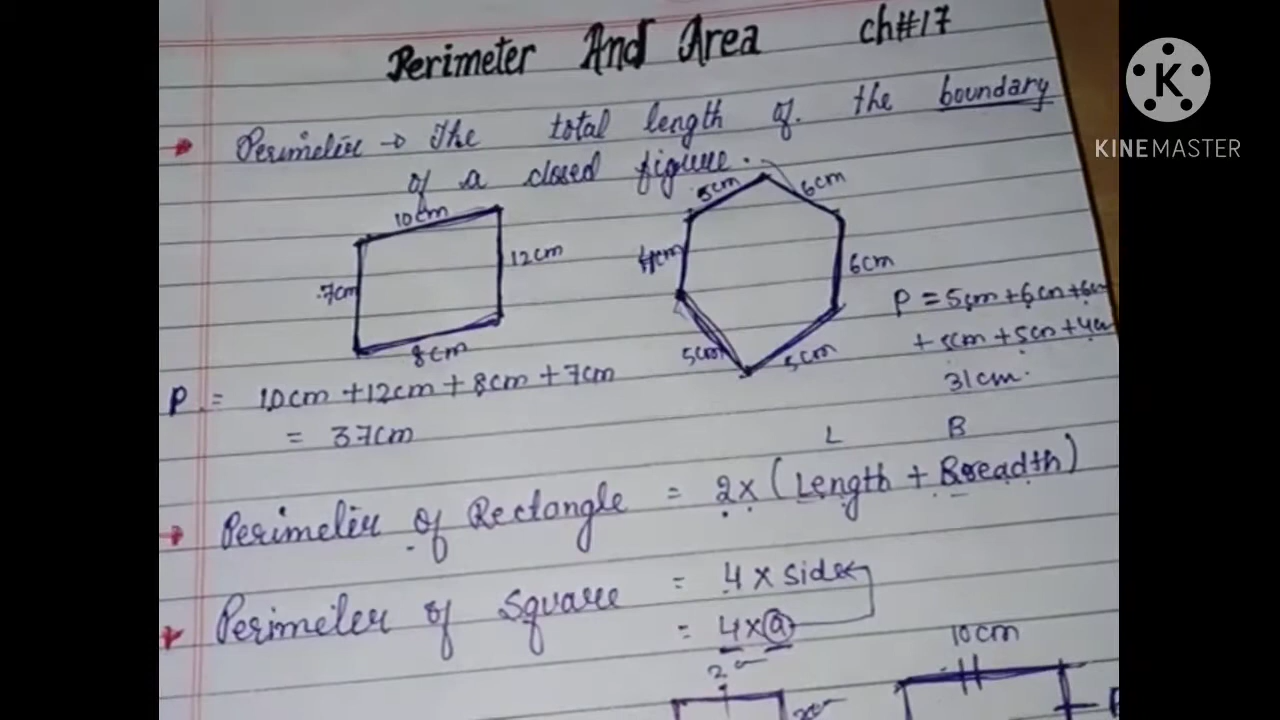 Perimeter And Area ch#17
K
KINEMASTER
Perimeter → The total length of the boundary
of a closed figure.
10cm
12cm
7cm
8cm
5cm
6cm
4cm
6cm
5cm
5cm
P = 10cm +12cm + 8cm + 7cm
= 37cm
P = 5cm + 6cm + 6cm
+ 5cm + 5cm + 4cm
31cm.
L B
Perimeter of Rectangle = 2x (Length + Breadth)
Perimeter of Square = 4 x side
= 4 x a
10cm